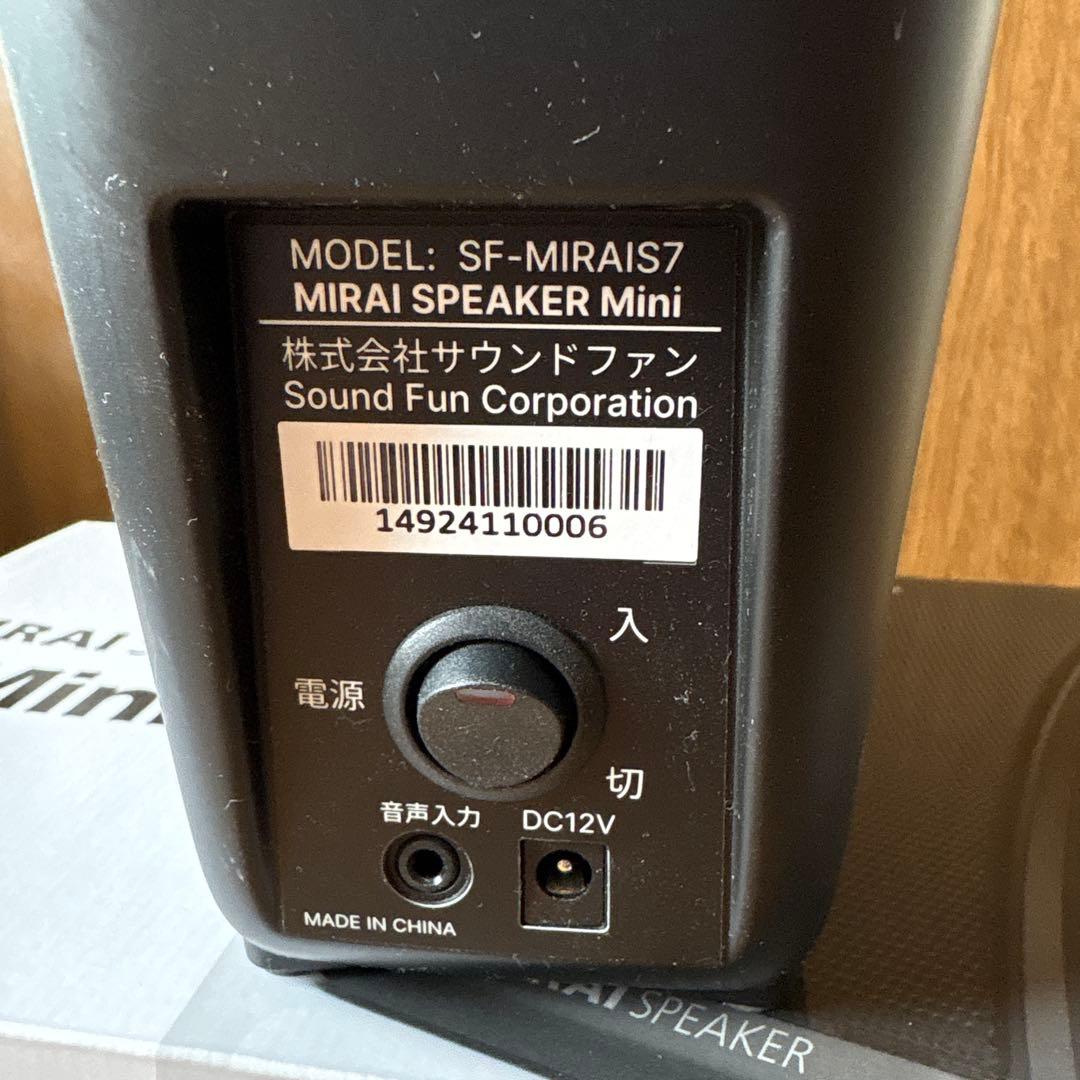 MODEL: SF-MIRAIS7
MIRAI SPEAKER Mini
株式会社サウンドファン
Sound Fun Corporation
14924110006
入
電源
切
音声入力
DC12V
MADE IN CHINA
Mini
SPEAKER